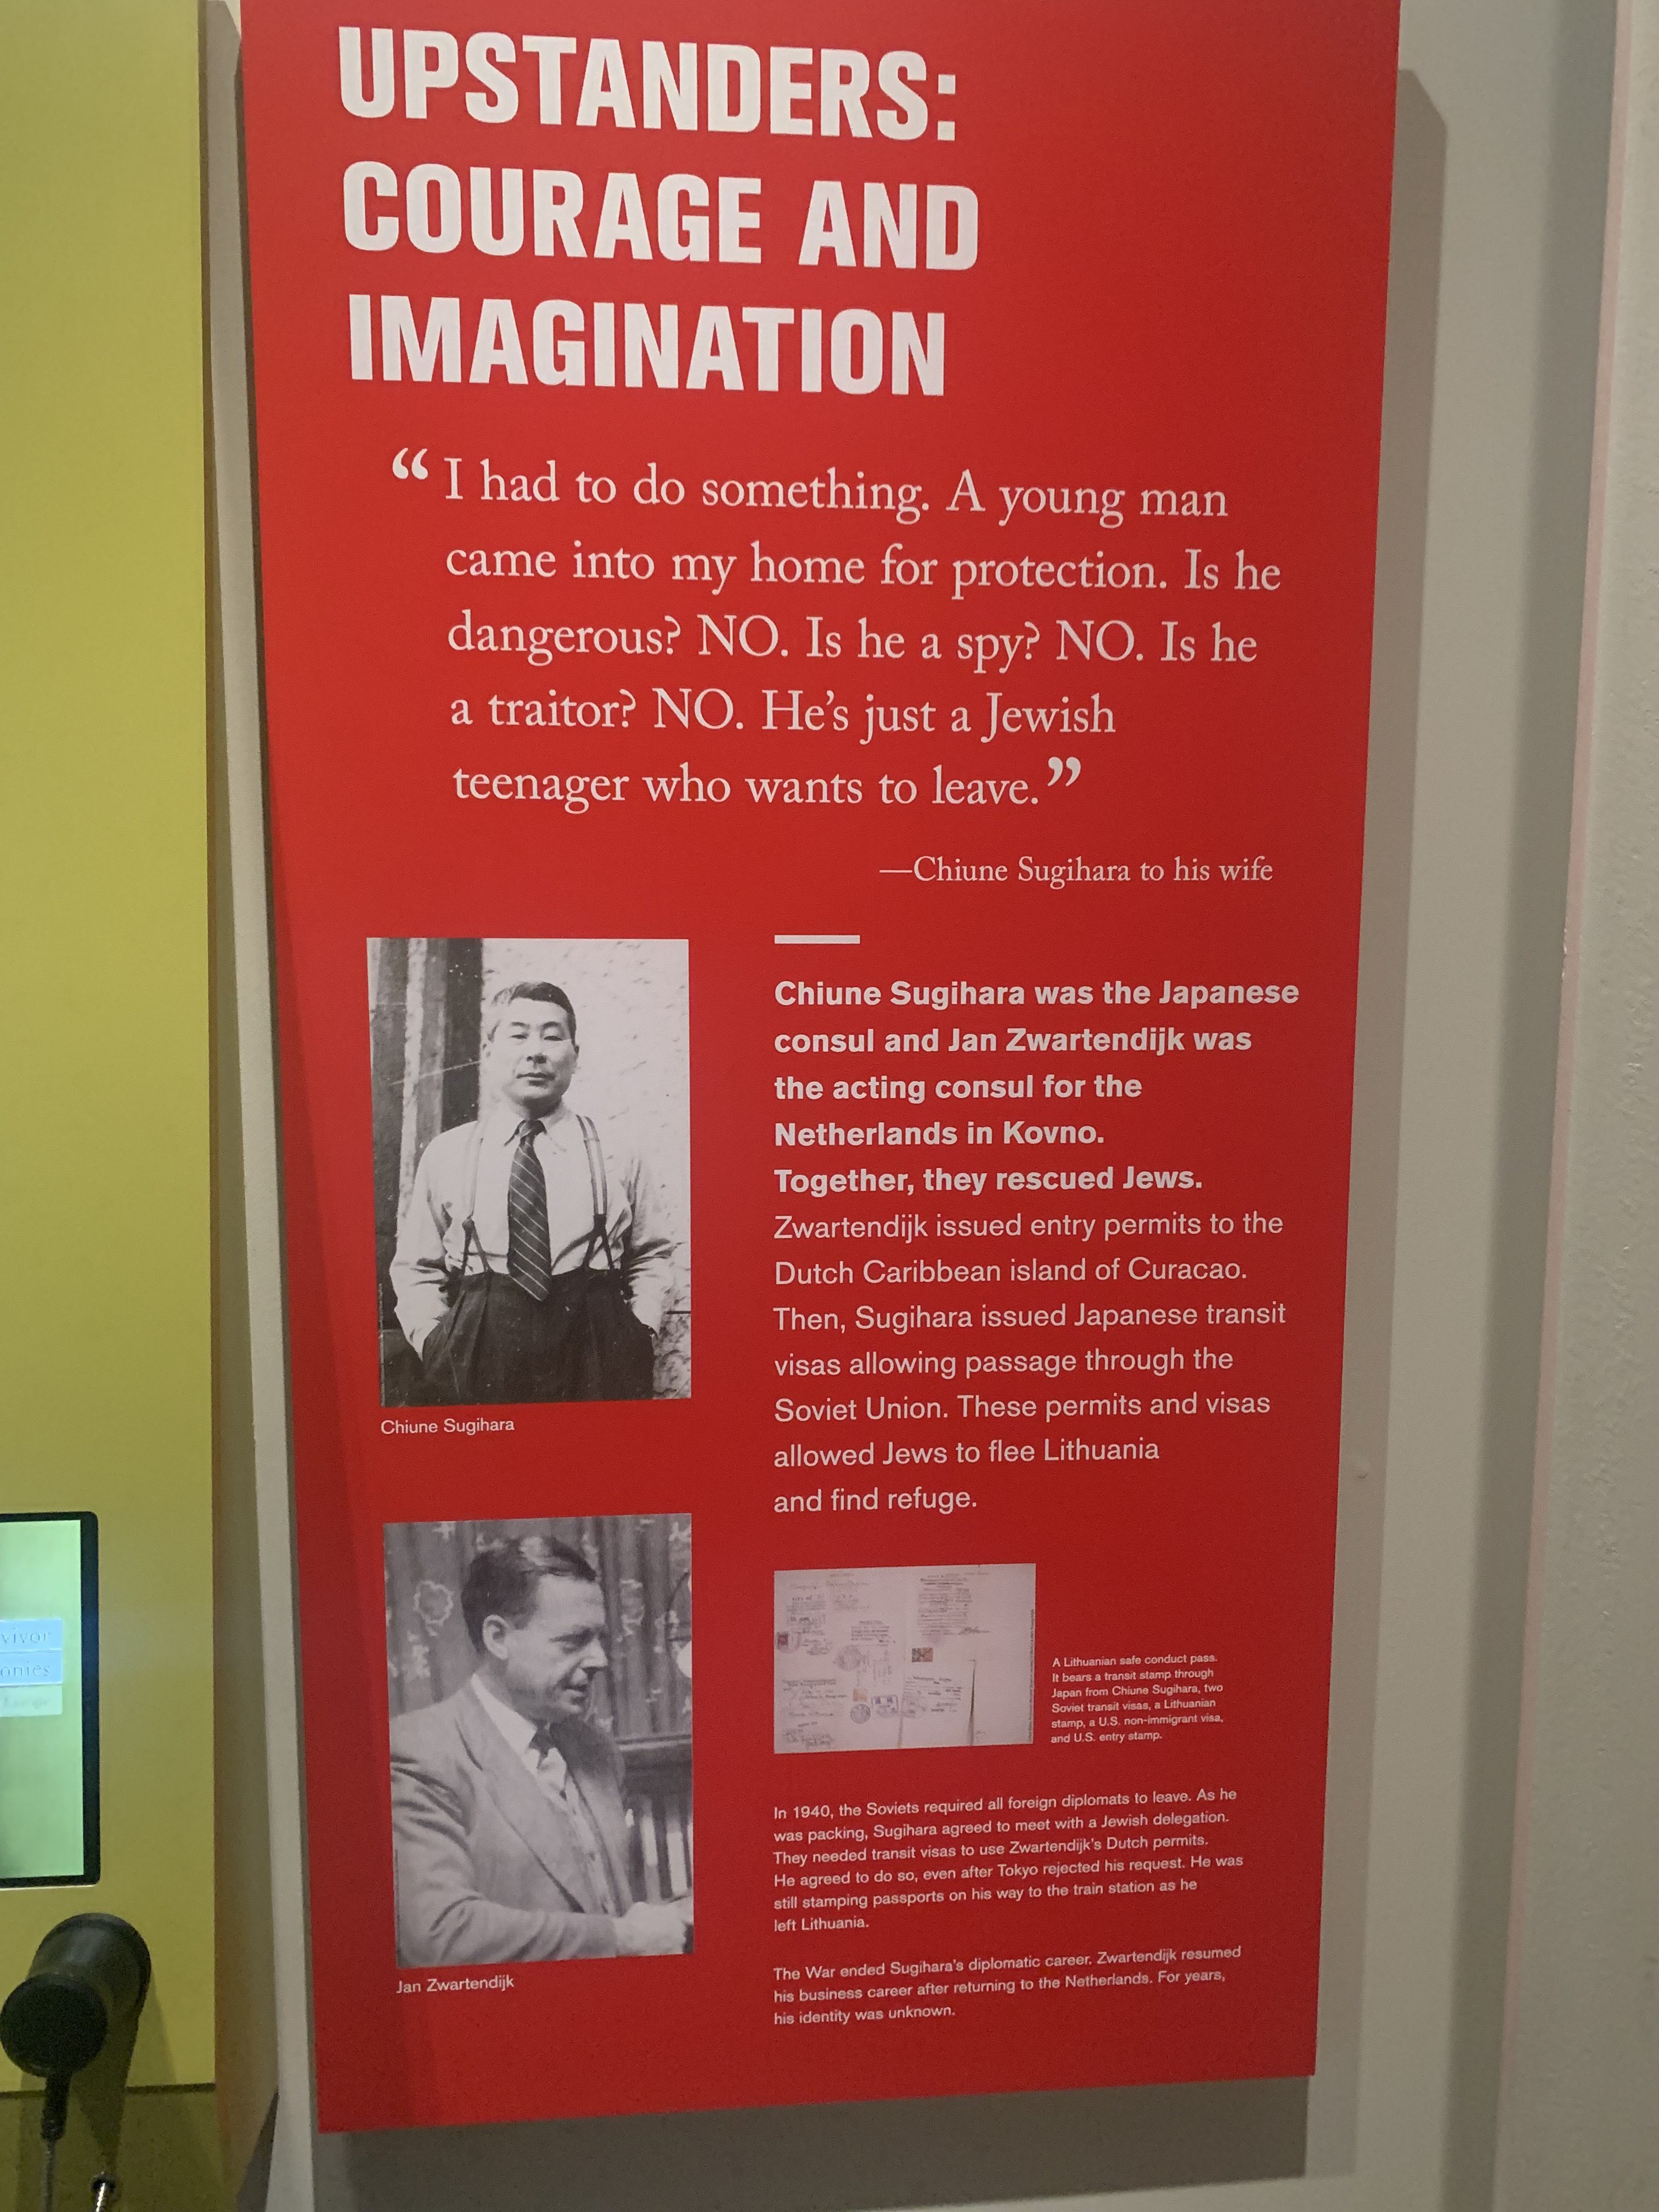 UPSTANDERS:
COURAGE AND
IMAGINATION
“I had to do something. A young man
came into my home for protection. Is he
dangerous? NO. Is he a spy? NO. Is he
a traitor? NO. He’s just a Jewish
teenager who wants to leave.”
—Chiune Sugihara to his wife
Chiune Sugihara was the Japanese
consul and Jan Zwartendijk was
the acting consul for the
Netherlands in Kovno.
Together, they rescued Jews.
Zwartendijk issued entry permits to the
Dutch Caribbean island of Curacao.
Then, Sugihara issued Japanese transit
visas allowing passage through the
Soviet Union. These permits and visas
allowed Jews to flee Lithuania
and find refuge.
Chiune Sugihara
A Lithuanian safe conduct pass.
It bears a transit stamp through
Japan from Chiune Sugihara, two
Soviet transit visas, a Lithuanian
stamp, a U.S. non-immigrant visa,
and U.S. entry stamp.
In 1940, the Soviets required all foreign diplomats to leave. As he
was packing, Sugihara agreed to meet with a Jewish delegation.
They needed transit visas to use Zwartendijk’s Dutch permits.
He agreed to do so, even after Tokyo rejected his request. He was
still stamping passports on his way to the train station as he
left Lithuania.
The War ended Sugihara’s diplomatic career. Zwartendijk resumed
his business career after returning to the Netherlands. For years,
his identity was unknown.
Jan Zwartendijk
vivor
onies